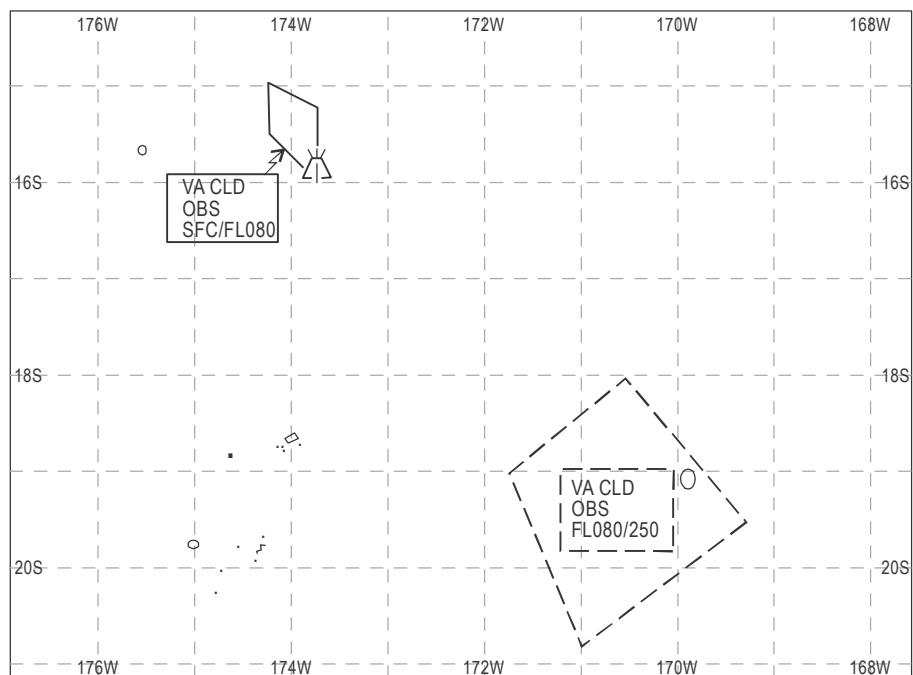 176W 174W 172W 170W 168W
16S 16S
VA CLD
OBS
SFC/FL080
18S 18S
VA CLD
OBS
FL080/250
20S 20S
176W 174W 172W 170W 168W